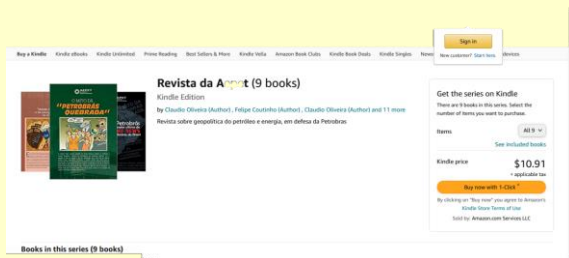 Sign in
New customer? Start here.
Buy a Kindle Kindle eBooks Kindle Unlimited Prime Reading Best Sellers & More Kindle Vella Amazon Book Clubs Kindle Book Deals Kindle Singles
Revista da (9 books)
Kindle Edition
by Claudio Oliveira (Author), Felipe Coutinho (Author), Claudio Oliveira (Author) and 11 more
Revista sobre geopolítica do petróleo e energia, em defesa da Petrobras
"PETROBRAS
QUEBRADA"
Get the series on Kindle
There are 9 books in this series. Select the
number of items you want to purchase.
Items All 9
See included books
Kindle price $10.91
+ applicable tax
Buy now with 1-Click
By clicking on "Buy now" you agree to Amazon's
Kindle Store Terms of Use
Sold by: Amazon.com Services LLC
Books in this series (9 books)